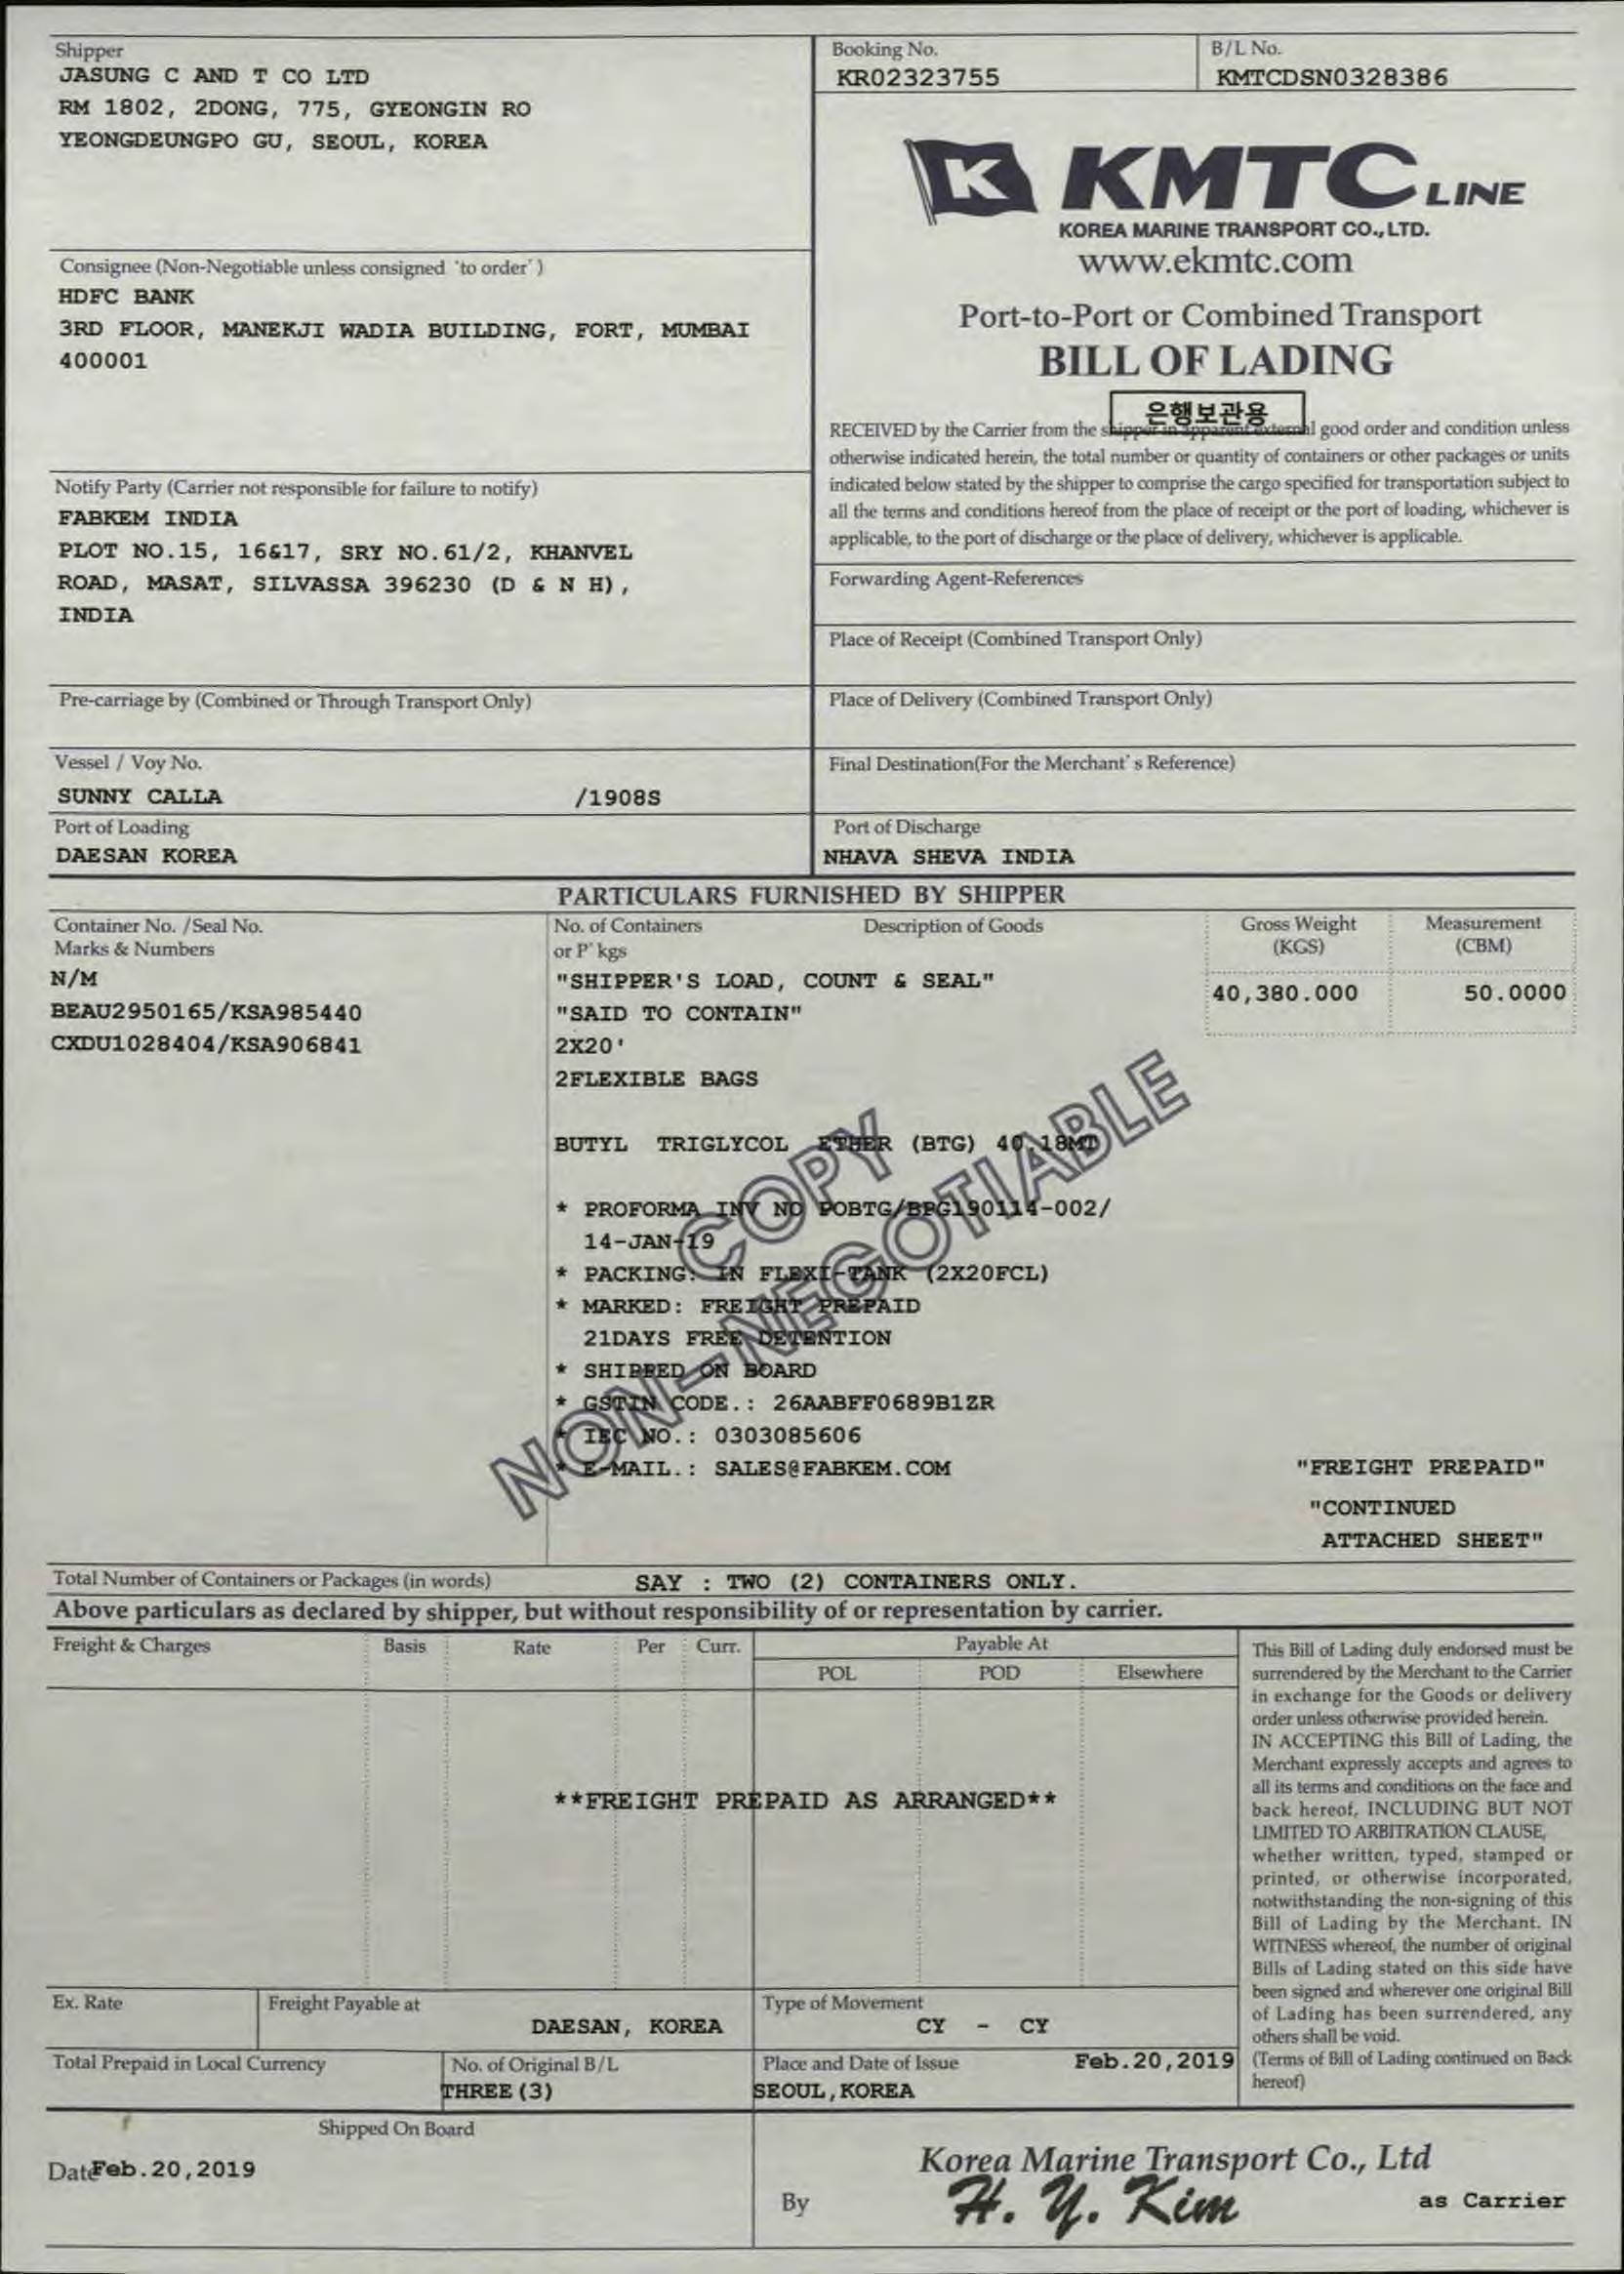 Shipper
JASUNG C AND T CO LTD
RM 1802, 2DONG, 775, GYEONGIN RO
YEONGDEUNGPO GU, SEOUL, KOREA
Booking No.
KR02323755
B/L No.
KMTCDSN0328386
K KMTC LINE
KOREA MARINE TRANSPORT CO.,LTD.
www.ekmtc.com
Port-to-Port or Combined Transport
BILL OF LADING
은행보관용
RECEIVED by the Carrier from the shipper in apparent external good order and condition unless
otherwise indicated herein, the total number or quantity of containers or other packages or units
indicated below stated by the shipper to comprise the cargo specified for transportation subject to
all the terms and conditions hereof from the place of receipt or the port of loading, whichever is
applicable, to the port of discharge or the place of delivery, whichever is applicable.
Consignee (Non-Negotiable unless consigned 'to order')
HDFC BANK
3RD FLOOR, MANEKJI WADIA BUILDING, FORT, MUMBAI
400001
Notify Party (Carrier not responsible for failure to notify)
FABKEM INDIA
PLOT NO.15, 16&17, SRY NO.61/2, KHANVEL
ROAD, MASAT, SILVASSA 396230 (D & N H),
INDIA
Forwarding Agent-References
Place of Receipt (Combined Transport Only)
Pre-carriage by (Combined or Through Transport Only)
Place of Delivery (Combined Transport Only)
Vessel / Voy No.
SUNNY CALLA /1908S
Final Destination(For the Merchant's Reference)
Port of Loading
DAESAN KOREA
Port of Discharge
NHAVA SHEVA INDIA
PARTICULARS FURNISHED BY SHIPPER
Container No. /Seal No.
Marks & Numbers
No. of Containers
or P'kgs
Description of Goods
Gross Weight
(KGS)
Measurement
(CBM)
N/M
BEAU2950165/KSA985440
CXDU1028404/KSA906841
"SHIPPER'S LOAD, COUNT & SEAL"
"SAID TO CONTAIN"
2X20'
2FLEXIBLE BAGS
40,380.000
50.0000
BUTYL TRIGLYCOL ETHER (BTG) 40.18MT
* PROFORMA INV NO POBTG/BPG190114-002/
14-JAN-19
* PACKING: IN FLEXI-TANK (2X20FCL)
* MARKED: FREIGHT PREPAID
21DAYS FREE DETENTION
* SHIPPED ON BOARD
* GSTIN CODE.: 26AABFF0689B1ZR
* IEC NO.: 0303085606
* E-MAIL.: SALES@FABKEM.COM
COPY
NON-NEGOTIABLE
"FREIGHT PREPAID"
"CONTINUED
ATTACHED SHEET"
Total Number of Containers or Packages (in words)
SAY : TWO (2) CONTAINERS ONLY.
Above particulars as declared by shipper, but without responsibility of or representation by carrier.
Freight & Charges
Basis
Rate
Per
Curr.
Payable At
POL
POD
Elsewhere
**FREIGHT PREPAID AS ARRANGED**
This Bill of Lading duly endorsed must be
surrendered by the Merchant to the Carrier
in exchange for the Goods or delivery
order unless otherwise provided herein.
IN ACCEPTING this Bill of Lading, the
Merchant expressly accepts and agrees to
all its terms and conditions on the face and
back hereof, INCLUDING BUT NOT
LIMITED TO ARBITRATION CLAUSE,
whether written, typed, stamped or
printed, or otherwise incorporated,
notwithstanding the non-signing of this
Bill of Lading by the Merchant. IN
WITNESS whereof, the number of original
Bills of Lading stated on this side have
been signed and wherever one original Bill
of Lading has been surrendered, any
others shall be void.
(Terms of Bill of Lading continued on Back
hereof)
Ex. Rate
Freight Payable at
DAESAN, KOREA
Type of Movement
CY - CY
Total Prepaid in Local Currency
No. of Original B/L
THREE(3)
Place and Date of Issue
Feb.20,2019
SEOUL,KOREA
Shipped On Board
Date Feb.20,2019
Korea Marine Transport Co., Ltd
By
H. Y. Kim
as Carrier